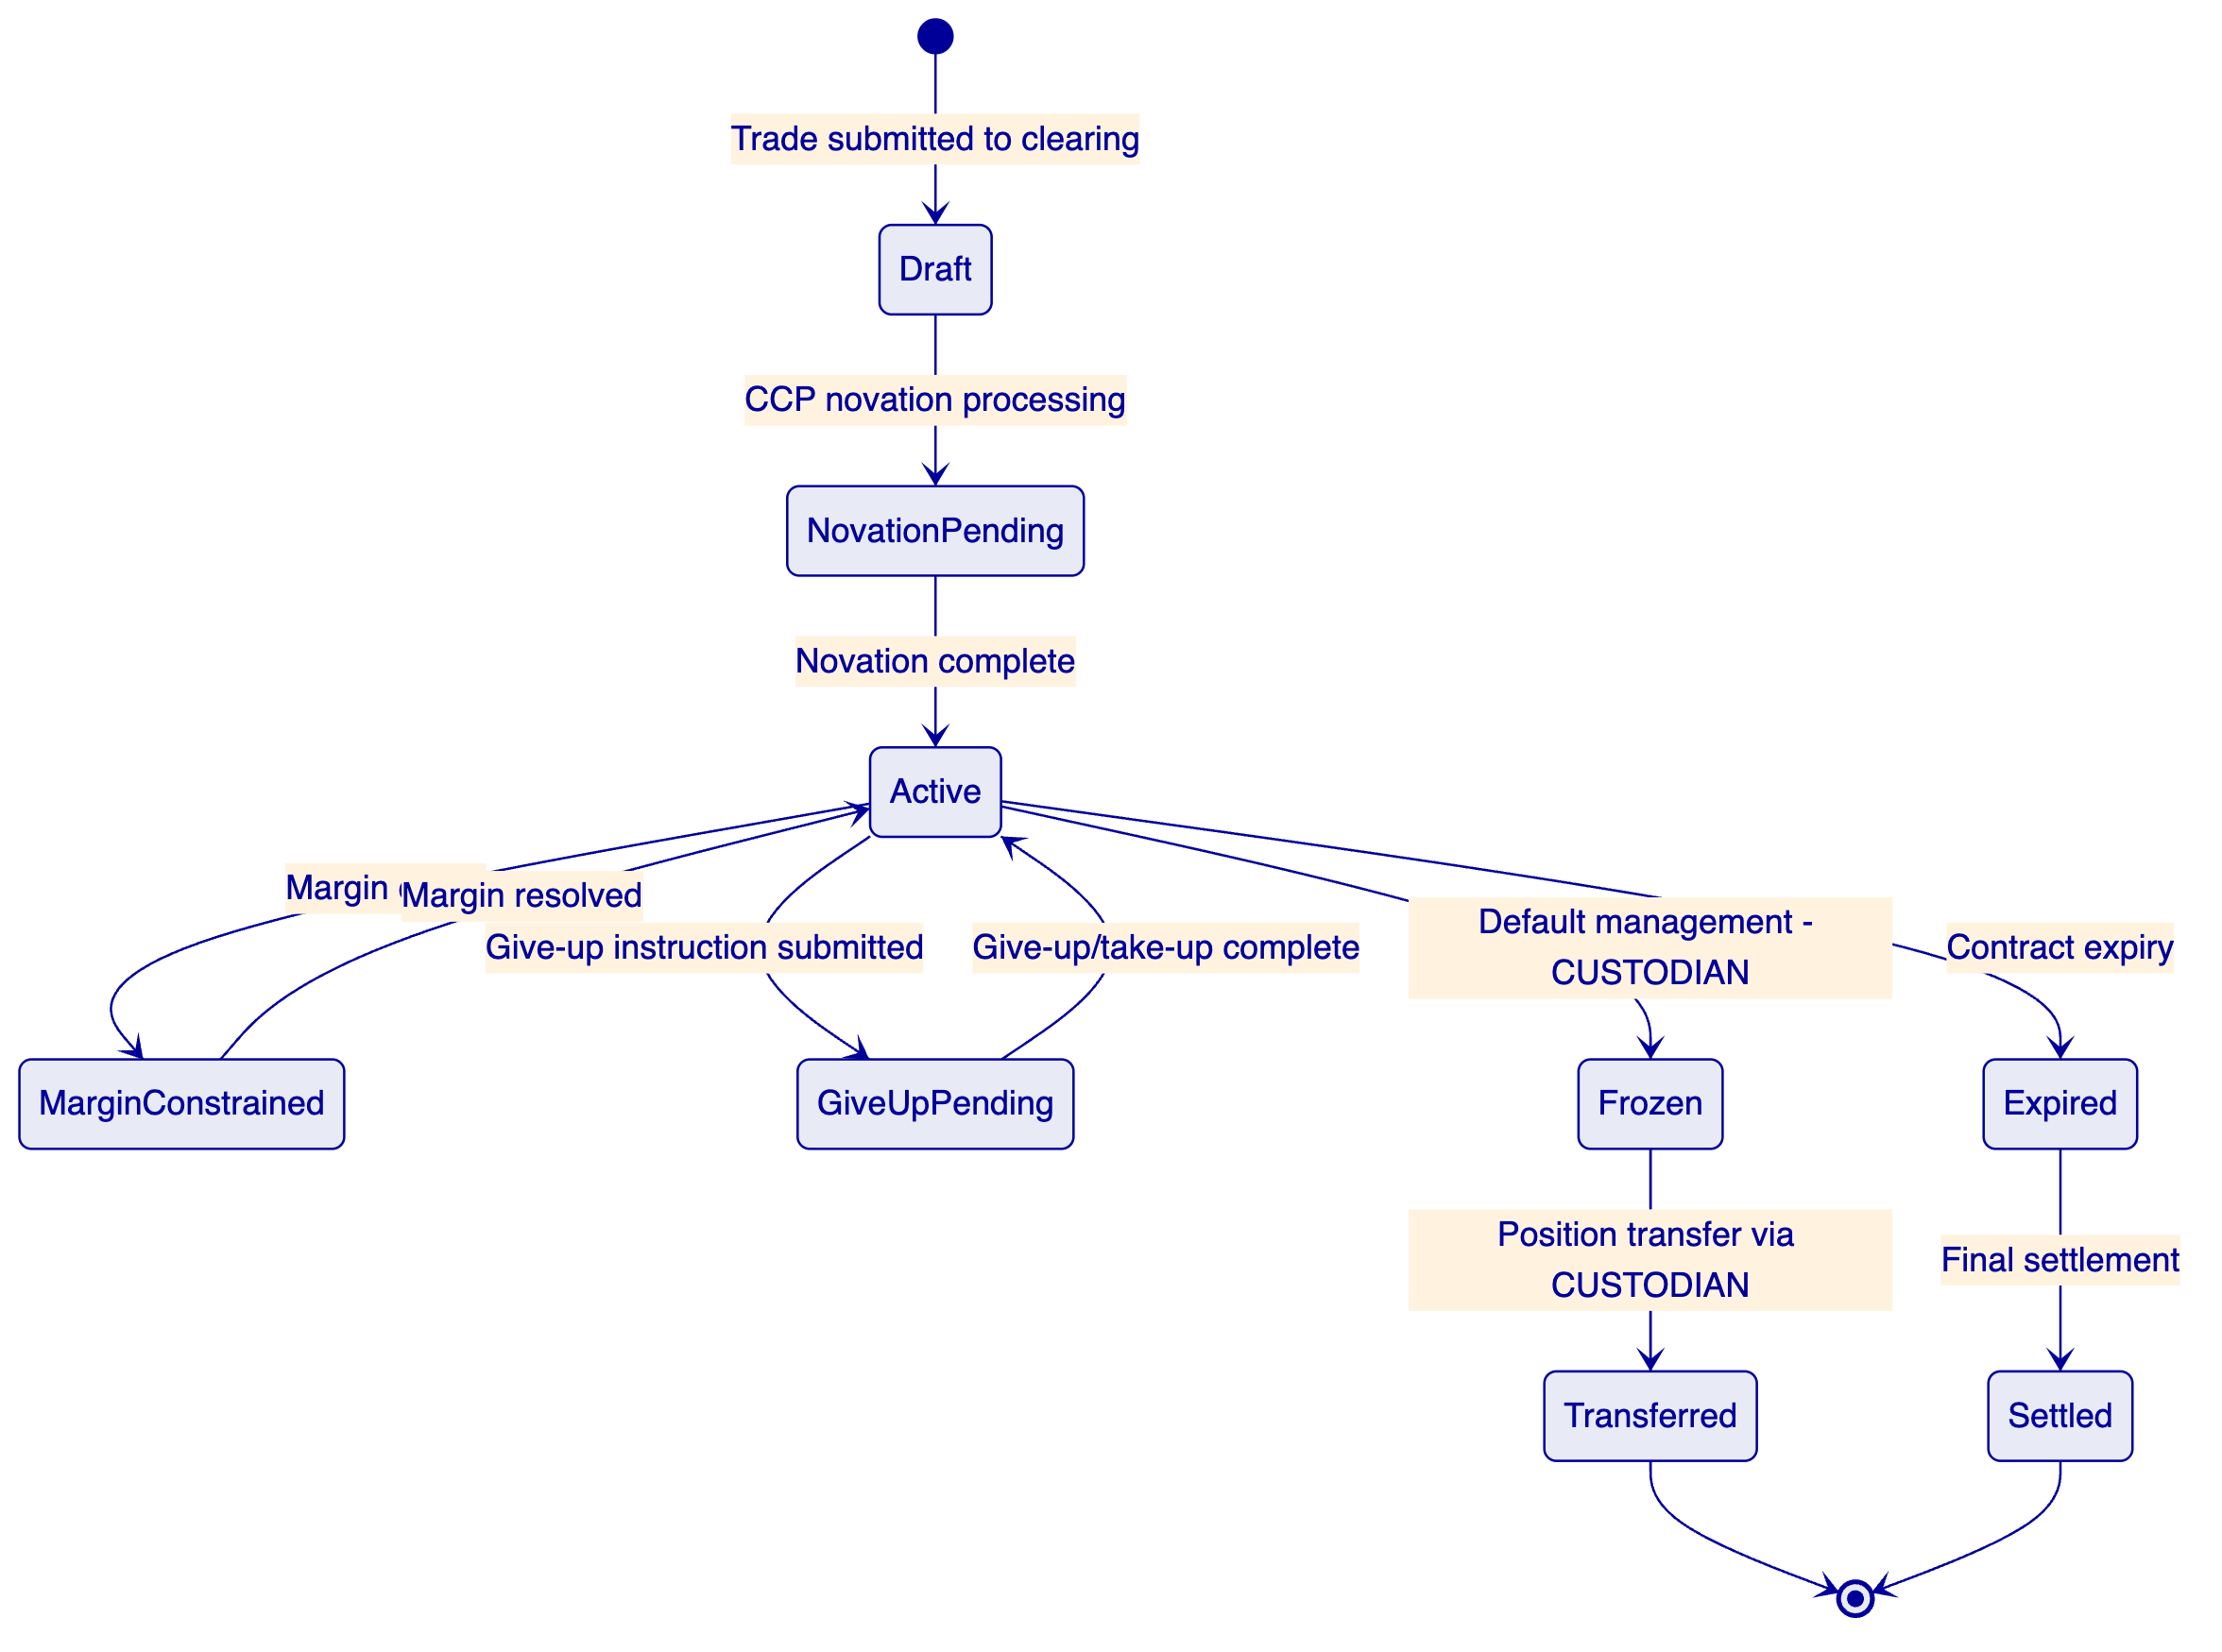 Trade submitted to clearing
Draft
CCP novation processing
NovationPending
Novation complete
Active
Margin
Margin resolved
Give-up instruction submitted
Give-up/take-up complete
Default management -
CUSTODIAN
Contract expiry
MarginConstrained
GiveUpPending
Frozen
Expired
Position transfer via
CUSTODIAN
Final settlement
Transferred
Settled